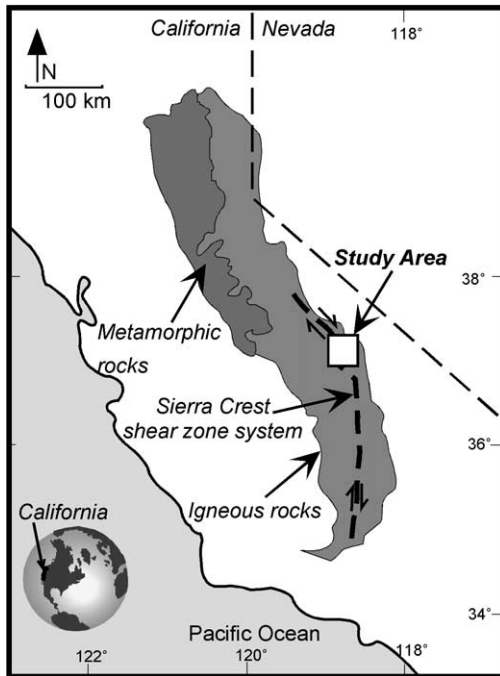 California Nevada
118°
N
100 km
Study Area
38°
Metamorphic
rocks
Sierra Crest
shear zone system
36°
Igneous rocks
California
34°
Pacific Ocean
122°
120°
118°